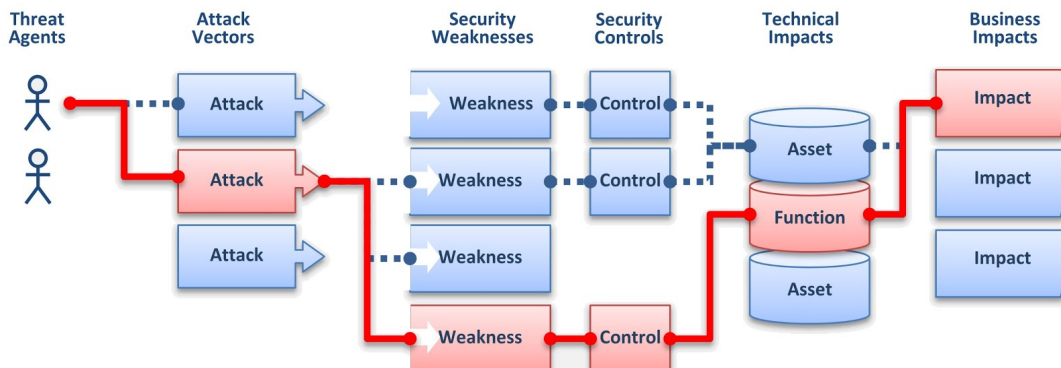 Threat Attack Security Security Technical Business
Agents Vectors Weaknesses Controls Impacts Impacts
Attack Weakness Control Impact
Asset
Attack Weakness Control Impact
Function
Attack Weakness Impact
Asset
Weakness Control